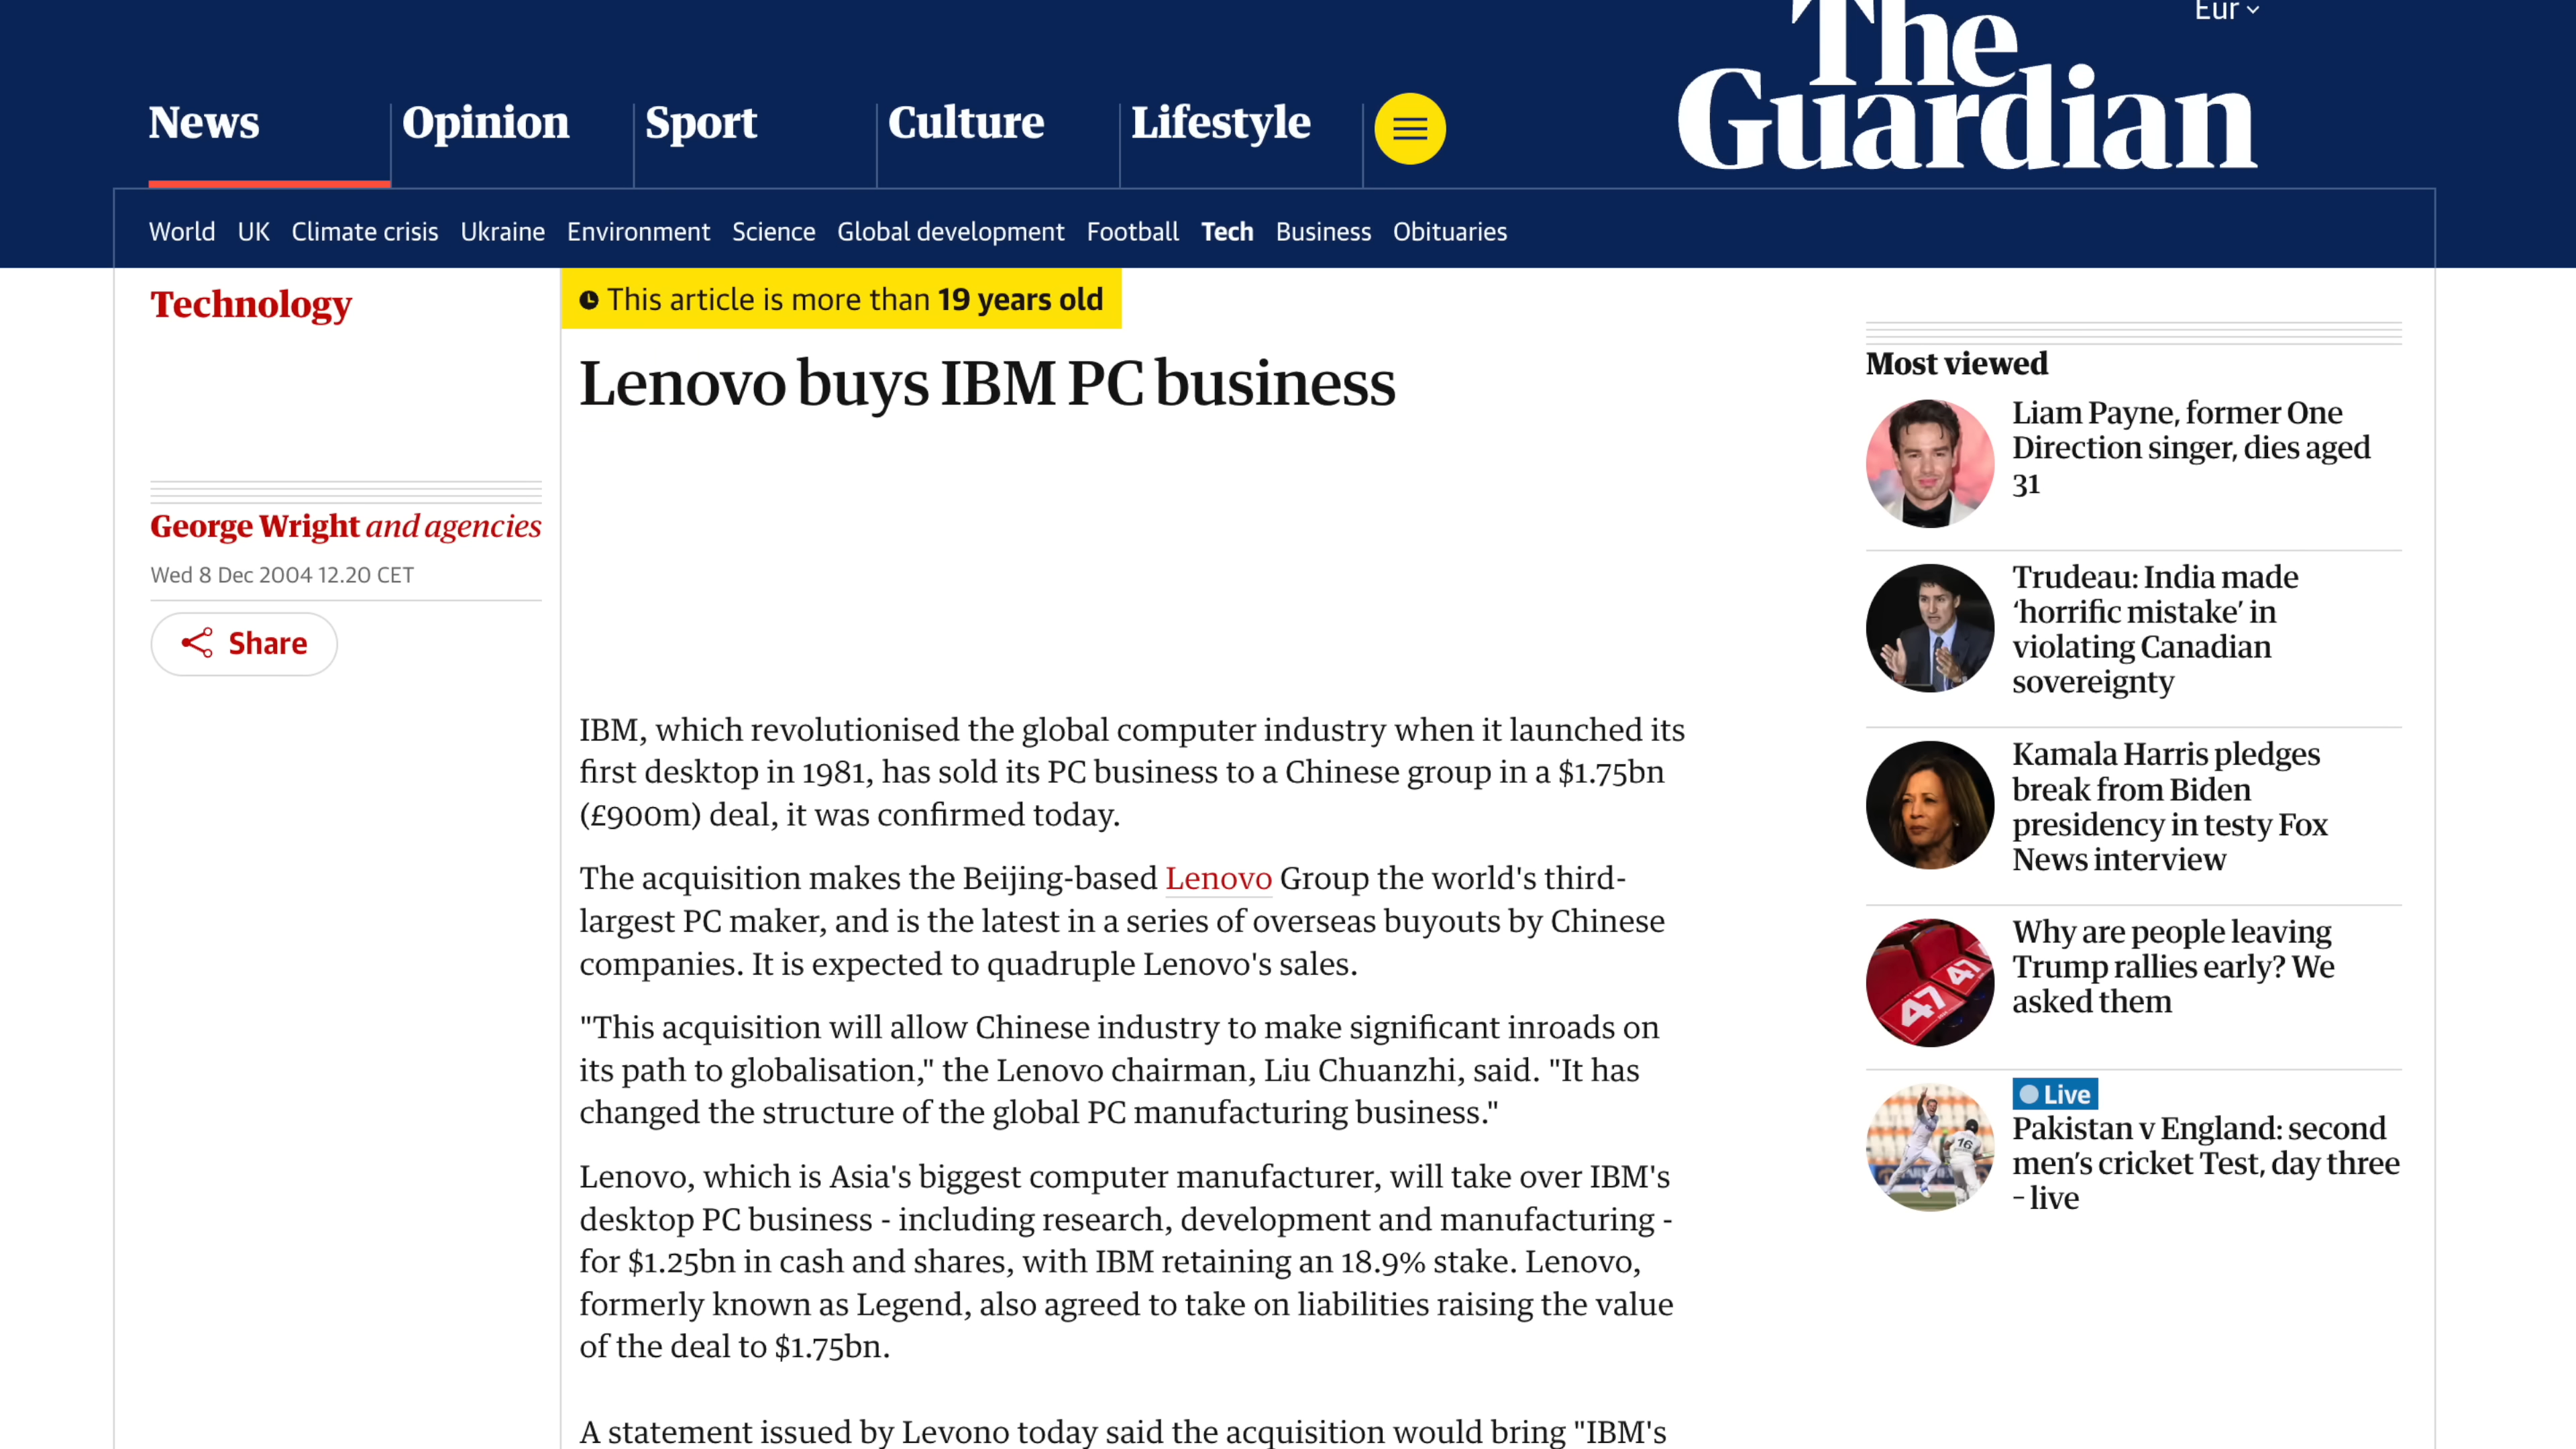 Eur
The
Guardian
News
Opinion
Sport
Culture
Lifestyle
World UK Climate crisis Ukraine Environment Science Global development Football Tech Business Obituaries
Technology
This article is more than 19 years old
Lenovo buys IBM PC business
George Wright and agencies
Wed 8 Dec 2004 12.20 CET
Share
IBM, which revolutionised the global computer industry when it launched its
first desktop in 1981, has sold its PC business to a Chinese group in a $1.75bn
(£900m) deal, it was confirmed today.
The acquisition makes the Beijing-based Lenovo Group the world's third-
largest PC maker, and is the latest in a series of overseas buyouts by Chinese
companies. It is expected to quadruple Lenovo's sales.
"This acquisition will allow Chinese industry to make significant inroads on
its path to globalisation," the Lenovo chairman, Liu Chuanzhi, said. "It has
changed the structure of the global PC manufacturing business."
Lenovo, which is Asia's biggest computer manufacturer, will take over IBM's
desktop PC business - including research, development and manufacturing -
for $1.25bn in cash and shares, with IBM retaining an 18.9% stake. Lenovo,
formerly known as Legend, also agreed to take on liabilities raising the value
of the deal to $1.75bn.
A statement issued by Levono today said the acquisition would bring "IBM's
Most viewed
Liam Payne, former One
Direction singer, dies aged
31
Trudeau: India made
‘horrific mistake’ in
violating Canadian
sovereignty
Kamala Harris pledges
break from Biden
presidency in testy Fox
News interview
47
47
Why are people leaving
Trump rallies early? We
asked them
16
Live
Pakistan v England: second
men’s cricket Test, day three
– live